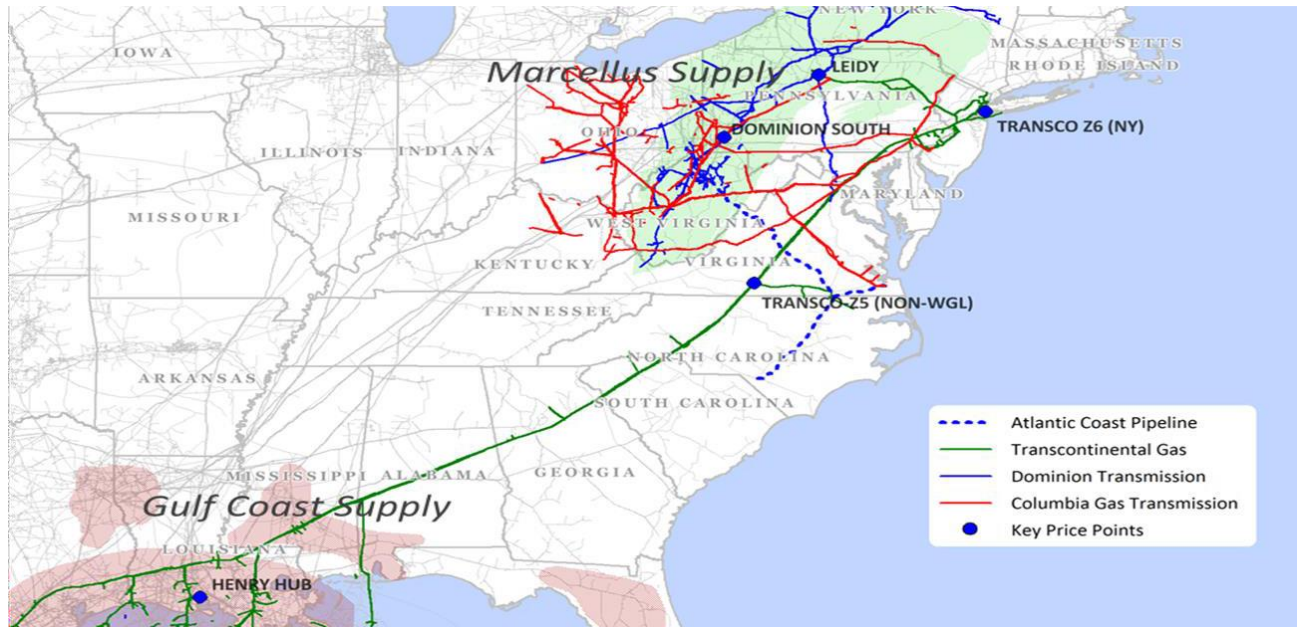 NEW YORK
IOWA
MASSACHUSETTS
RHODE ISLAND
Marcellus Supply
LEIDY
PENNSYLVANIA
TRANSCO Z6 (NY)
OHIO
DOMINION SOUTH
ILLINOIS
INDIANA
MARYLAND
MISSOURI
WEST VIRGINIA
KENTUCKY
VIRGINIA
TRANSCO-Z5 (NON-WGL)
TENNESSEE
NORTH CAROLINA
ARKANSAS
SOUTH CAROLINA
MISSISSIPPI
ALABAMA
GEORGIA
Gulf Coast Supply
LOUISIANA
HENRY HUB
Atlantic Coast Pipeline
Transcontinental Gas
Dominion Transmission
Columbia Gas Transmission
Key Price Points